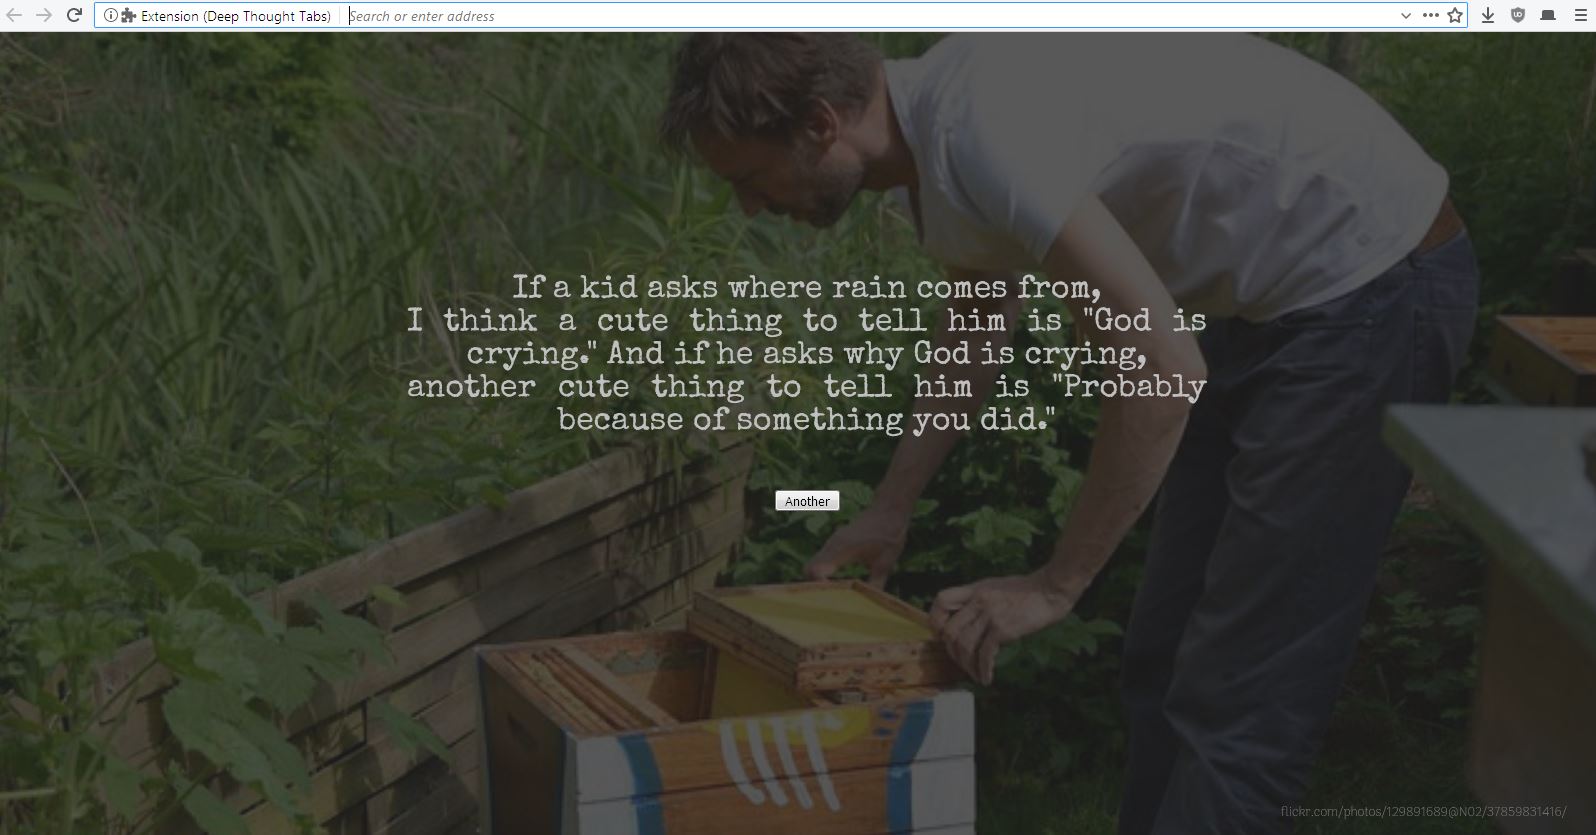 Extension (Deep Thought Tabs) Search or enter address
If a kid asks where rain comes from,
I think a cute thing to tell him is "God is
crying." And if he asks why God is crying,
another cute thing to tell him is "Probably
because of something you did."
Another
flickr.com/photos/129891689@N02/37859831416/